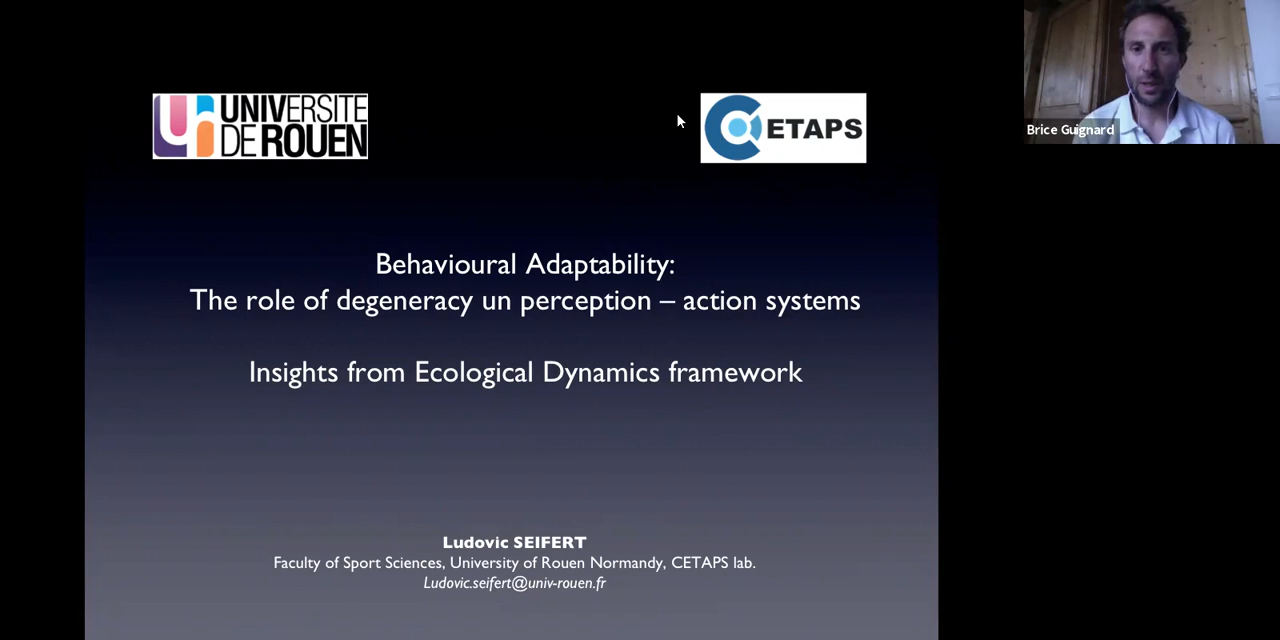 UNIVERSITE
DE ROUEN
CETAPS
Brice Guignard
Behavioural Adaptability:
The role of degeneracy un perception – action systems
Insights from Ecological Dynamics framework
Ludovic SEIFERT
Faculty of Sport Sciences, University of Rouen Normandy, CETAPS lab.
Ludovic.seifert@univ-rouen.fr